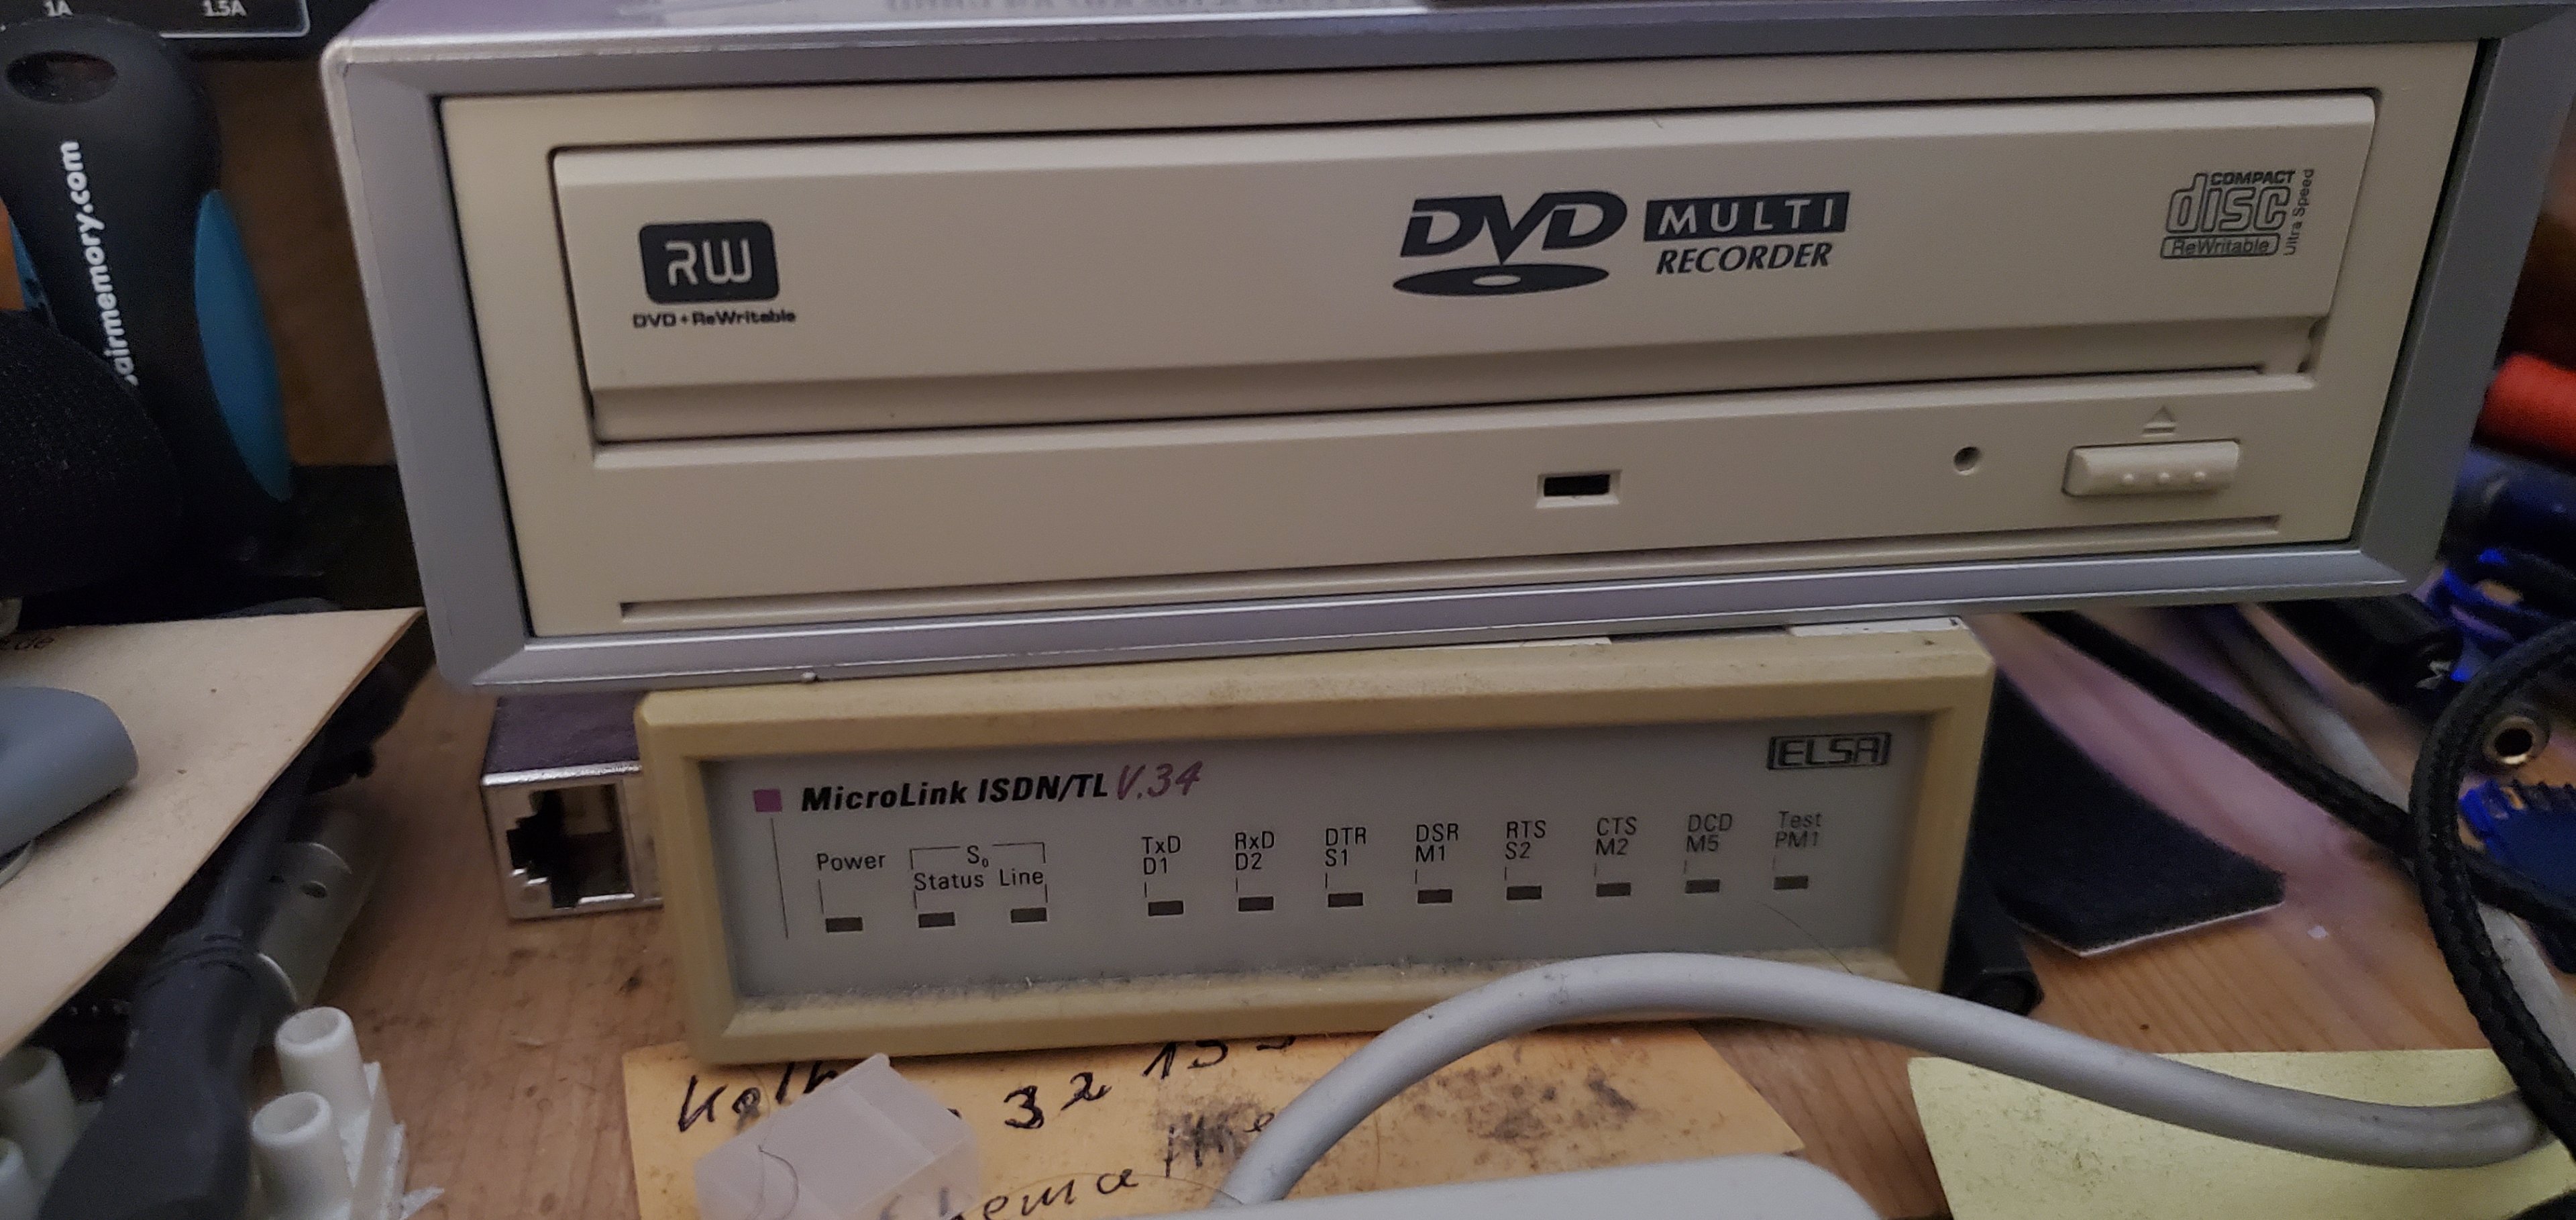 1A 1.5A
airmemory.com
RW
DVD+ReWritable
DVD MULTI
RECORDER
COMPACT
disc
ReWritable
Ultra Speed
MicroLink ISDN/TL V.34
ELSA
Power
S₀
Status Line
TxD
D1
RxD
D2
DTR
S1
DSR
M1
RTS
S2
CTS
M2
DCD
M5
Test
PM1
3x